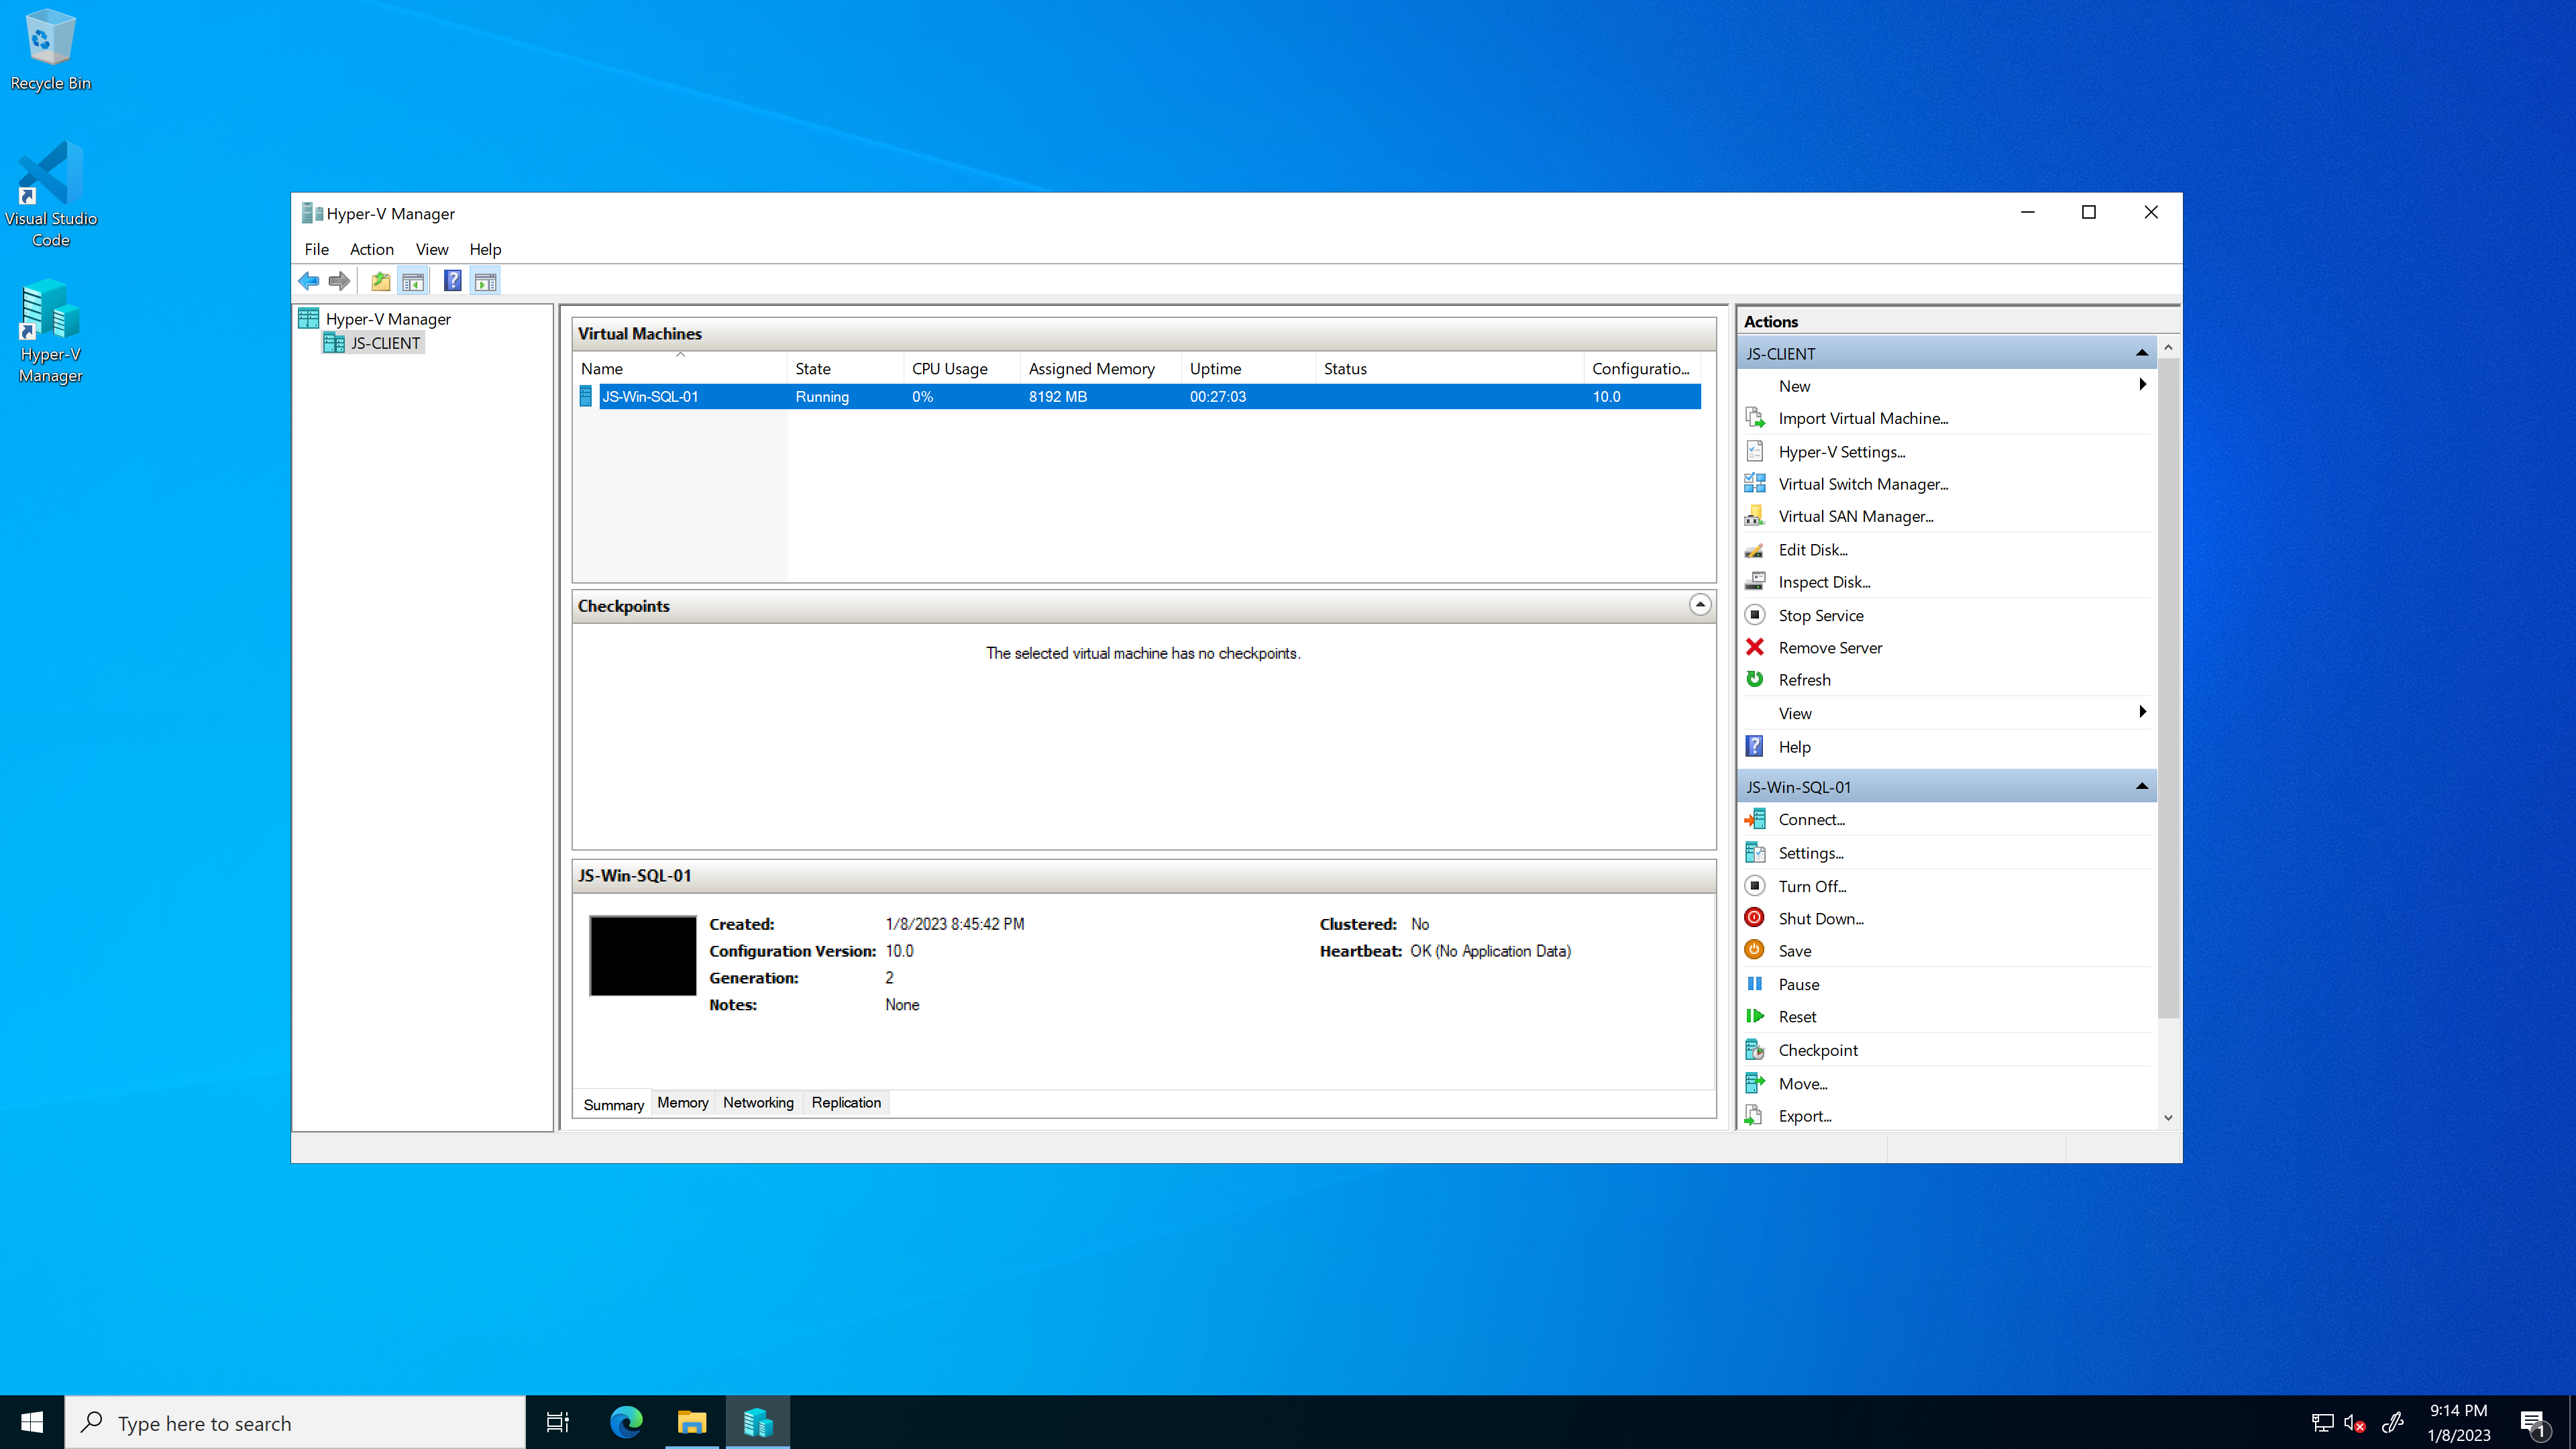 Recycle Bin
Visual Studio
Code
Hyper-V
Manager
Hyper-V Manager
File Action View Help
Hyper-V Manager
JS-CLIENT
Virtual Machines
Name State CPU Usage Assigned Memory Uptime Status Configuratio...
JS-Win-SQL-01 Running 0% 8192 MB 00:27:03 10.0
Checkpoints
The selected virtual machine has no checkpoints.
JS-Win-SQL-01
Created: 1/8/2023 8:45:42 PM Clustered: No
Configuration Version: 10.0 Heartbeat: OK (No Application Data)
Generation: 2
Notes: None
Summary Memory Networking Replication
Actions
JS-CLIENT
New
Import Virtual Machine...
Hyper-V Settings...
Virtual Switch Manager...
Virtual SAN Manager...
Edit Disk...
Inspect Disk...
Stop Service
Remove Server
Refresh
View
Help
JS-Win-SQL-01
Connect...
Settings...
Turn Off...
Shut Down...
Save
Pause
Reset
Checkpoint
Move...
Export...
Type here to search
9:14 PM
1/8/2023
1